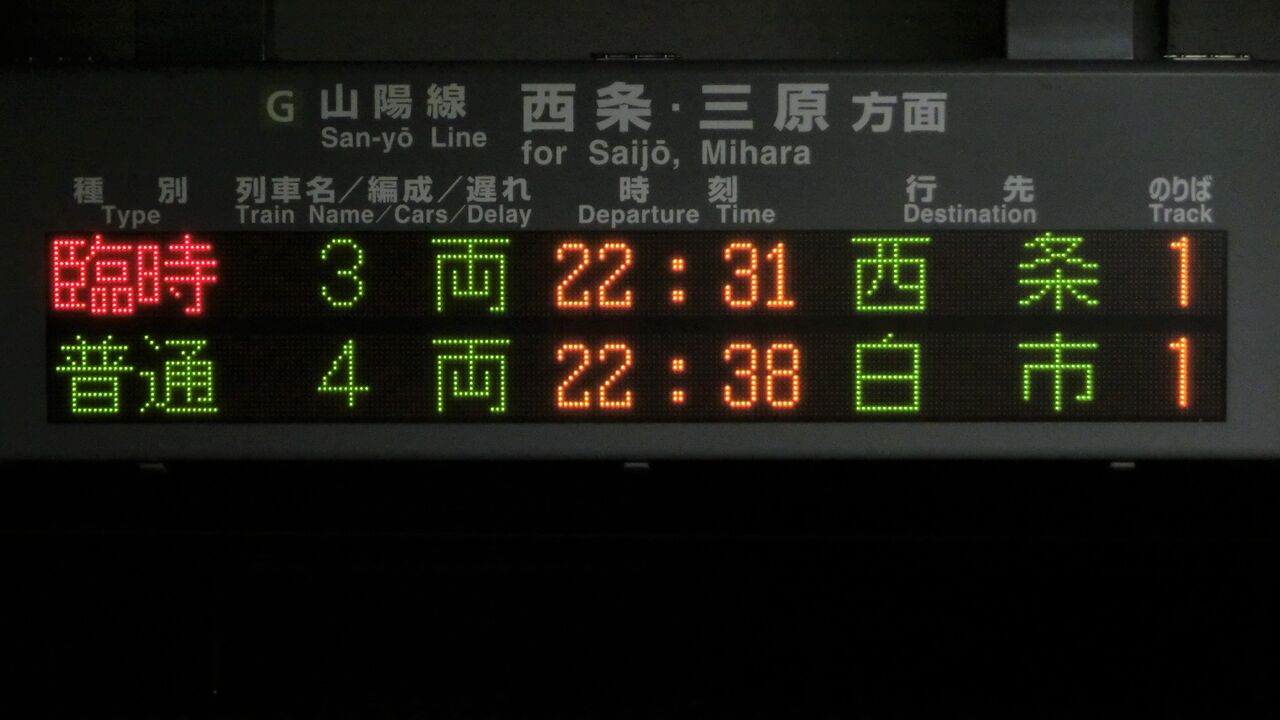 G 山陽線 西条・三原方面
San-yō Line for Saijō, Mihara
種別 列車名／編成／遅れ 時刻 行先 のりば
Type Train Name/Cars/Delay Departure Time Destination Track
臨時 3両 22:31 西条 1
普通 4両 22:38 白市 1